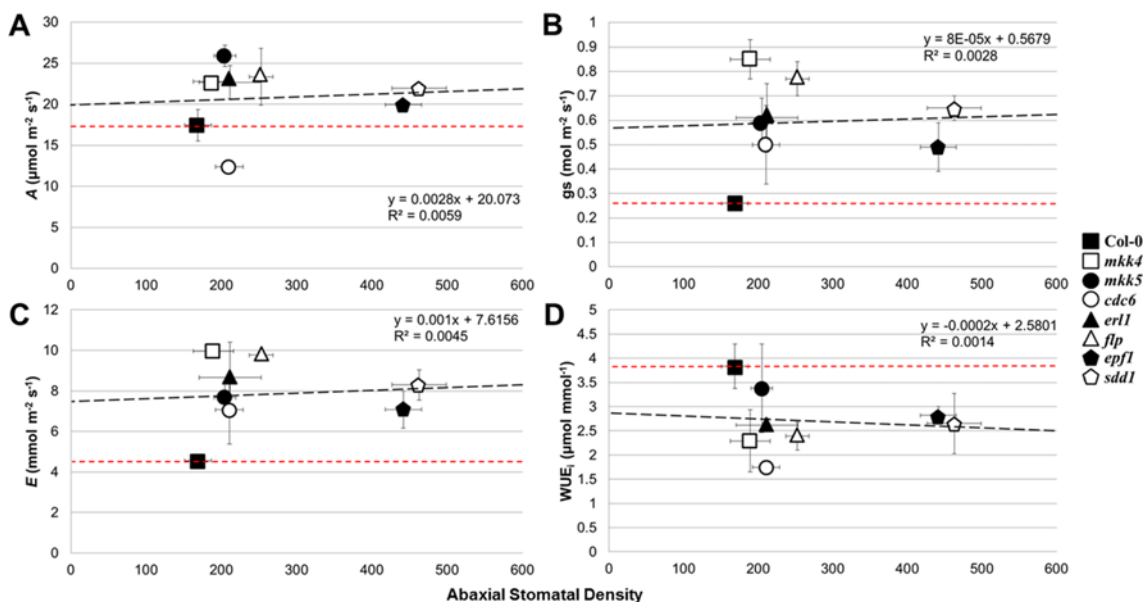 A
A (μmol m⁻² s⁻¹)
30
25
20
15
10
5
0
0 100 200 300 400 500 600
y = 0.0028x + 20.073
R² = 0.0059
B
gs (mol m⁻² s⁻¹)
1
0.9
0.8
0.7
0.6
0.5
0.4
0.3
0.2
0.1
0
0 100 200 300 400 500 600
y = 8E-05x + 0.5679
R² = 0.0028
C
E (mmol m⁻² s⁻¹)
12
10
8
6
4
2
0
0 100 200 300 400 500 600
y = 0.001x + 7.6156
R² = 0.0045
D
WUEᵢ (μmol mmol⁻¹)
5
4.5
4
3.5
3
2.5
2
1.5
1
0.5
0
0 100 200 300 400 500 600
y = -0.0002x + 2.5801
R² = 0.0014
Abaxial Stomatal Density
Col-0
mkk4
mkk5
cdc6
erl1
flp
epf1
sdd1